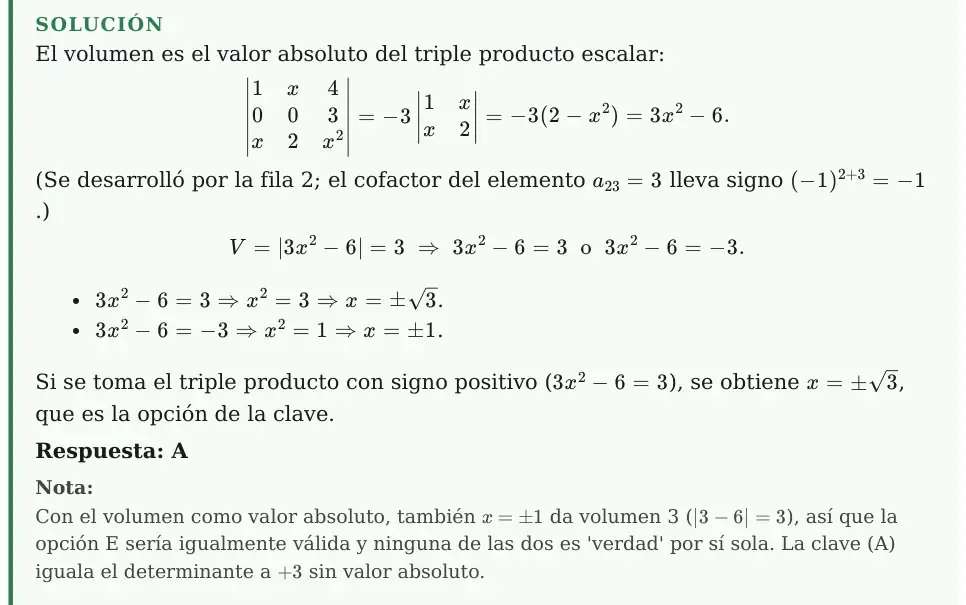 SOLUCIÓN
El volumen es el valor absoluto del triple producto escalar:
|1 x 4; 0 0 3; x 2 x²| = −3 |1 x; x 2| = −3(2 − x²) = 3x² − 6.
(Se desarrolló por la fila 2; el cofactor del elemento a₂₃ = 3 lleva signo (−1)²⁺³ = −1
.)
V = |3x² − 6| = 3 ⇒ 3x² − 6 = 3 o 3x² − 6 = −3.
• 3x² − 6 = 3 ⇒ x² = 3 ⇒ x = ±√3.
• 3x² − 6 = −3 ⇒ x² = 1 ⇒ x = ±1.
Si se toma el triple producto con signo positivo (3x² − 6 = 3), se obtiene x = ±√3,
que es la opción de la clave.
Respuesta: A
Nota:
Con el volumen como valor absoluto, también x = ±1 da volumen 3 (|3 − 6| = 3), así que la
opción E sería igualmente válida y ninguna de las dos es 'verdad' por sí sola. La clave (A)
iguala el determinante a +3 sin valor absoluto.